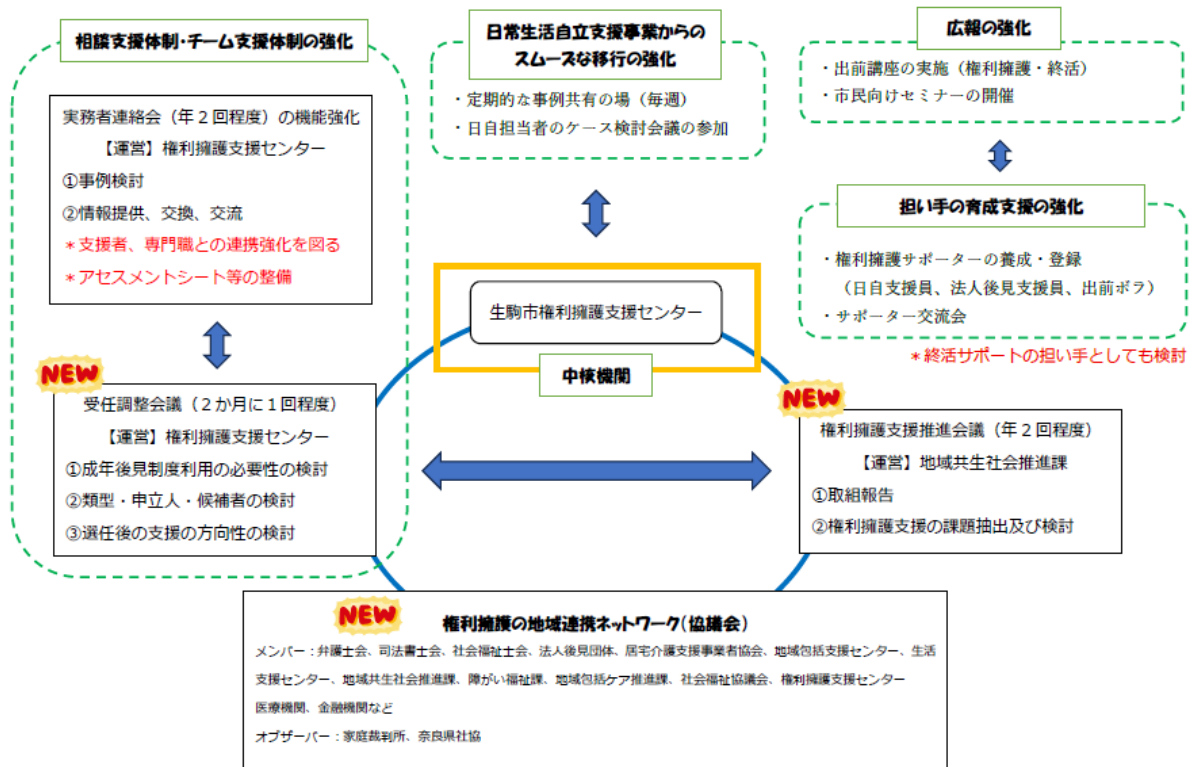 相談支援体制・チーム支援体制の強化
実務者連絡会（年２回程度）の機能強化
【運営】権利擁護支援センター
①事例検討
②情報提供、交換、交流
＊支援者、専門職との連携強化を図る
＊アセスメントシート等の整備
NEW
受任調整会議（２か月に１回程度）
【運営】権利擁護支援センター
①成年後見制度利用の必要性の検討
②類型・申立人・候補者の検討
③選任後の支援の方向性の検討
日常生活自立支援事業からの
スムーズな移行の強化
・定期的な事例共有の場（毎週）
・日自担当者のケース検討会議の参加
生駒市権利擁護支援センター
中核機関
広報の強化
・出前講座の実施（権利擁護・終活）
・市民向けセミナーの開催
担い手の育成支援の強化
・権利擁護サポーターの養成・登録
（日自支援員、法人後見支援員、出前ボラ）
・サポーター交流会
＊終活サポートの担い手としても検討
NEW
権利擁護支援推進会議（年２回程度）
【運営】地域共生社会推進課
①取組報告
②権利擁護支援の課題抽出及び検討
NEW
権利擁護の地域連携ネットワーク（協議会）
メンバー：弁護士会、司法書士会、社会福祉士会、法人後見団体、居宅介護支援事業者協会、地域包括支援センター、生活
支援センター、地域共生社会推進課、障がい福祉課、地域包括ケア推進課、社会福祉協議会、権利擁護支援センター
医療機関、金融機関など
オブザーバー：家庭裁判所、奈良県社協